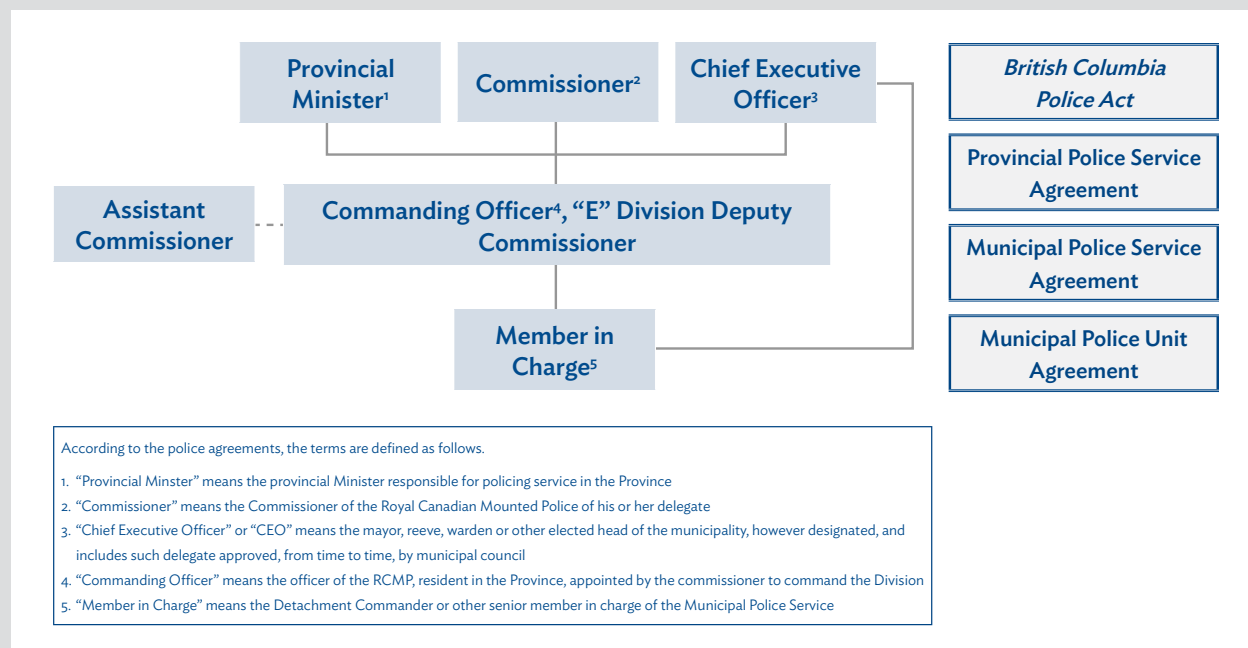 Provincial
Minister¹
Commissioner²
Chief Executive
Officer³
British Columbia
Police Act
Provincial Police Service
Agreement
Assistant
Commissioner
Commanding Officer⁴, “E” Division Deputy
Commissioner
Municipal Police Service
Agreement
Member in
Charge⁵
Municipal Police Unit
Agreement
According to the police agreements, the terms are defined as follows.
1. “Provincial Minster” means the provincial Minister responsible for policing service in the Province
2. “Commissioner” means the Commissioner of the Royal Canadian Mounted Police of his or her delegate
3. “Chief Executive Officer” or “CEO” means the mayor, reeve, warden or other elected head of the municipality, however designated, and
includes such delegate approved, from time to time, by municipal council
4. “Commanding Officer” means the officer of the RCMP, resident in the Province, appointed by the commissioner to command the Division
5. “Member in Charge” means the Detachment Commander or other senior member in charge of the Municipal Police Service